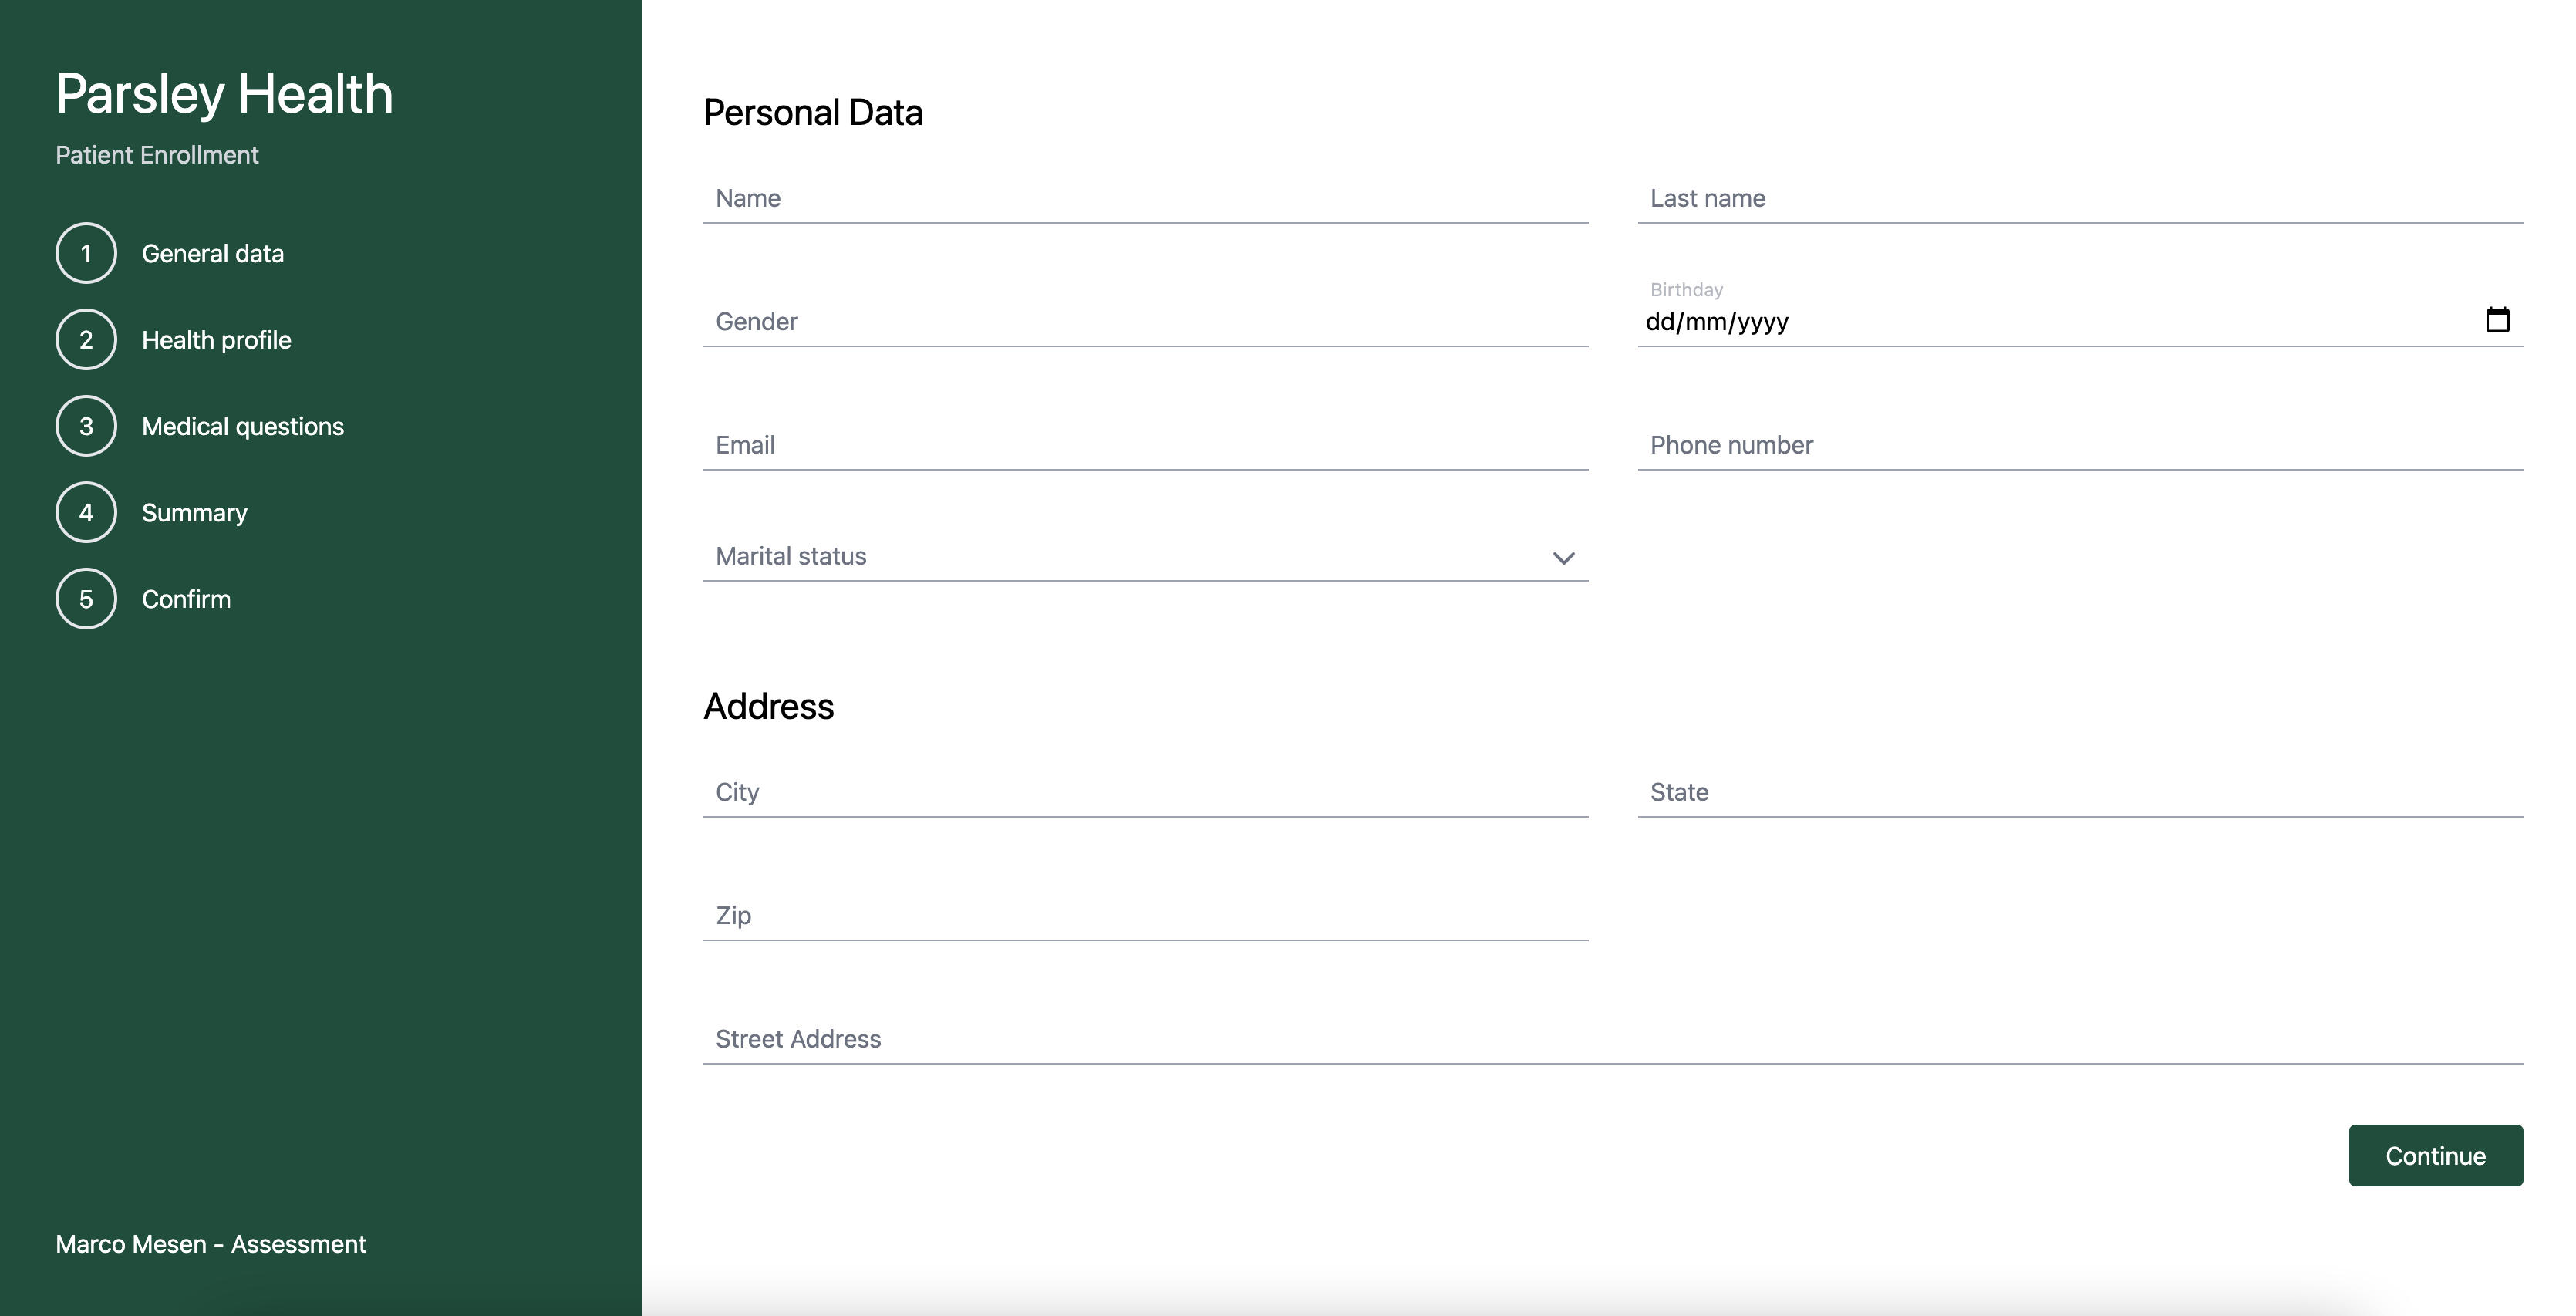 Parsley Health
Patient Enrollment
1 General data
2 Health profile
3 Medical questions
4 Summary
5 Confirm
Marco Mesen - Assessment
Personal Data
Name
Last name
Gender
Birthday
dd/mm/yyyy
Email
Phone number
Marital status
Address
City
State
Zip
Street Address
Continue